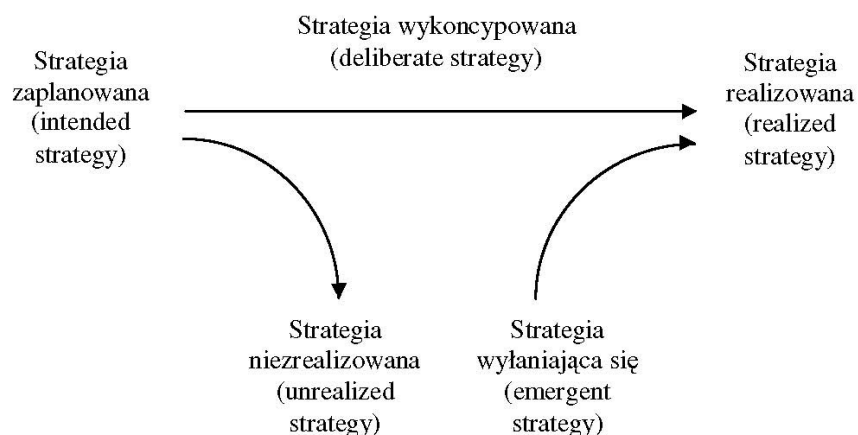 Strategia wykoncypowana
(deliberate strategy)
Strategia
zaplanowana
(intended
strategy)
Strategia
realizowana
(realized
strategy)
Strategia
niezrealizowana
(unrealized
strategy)
Strategia
wyłaniająca się
(emergent
strategy)